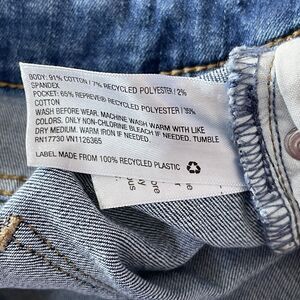 BODY: 91% COTTON / 7% RECYCLED POLYESTER / 2%
SPANDEX
POCKET: 65% REPREVE® RECYCLED POLYESTER / 35%
COTTON
WASH BEFORE WEAR. MACHINE WASH WARM WITH LIKE
COLORS. ONLY NON-CHLORINE BLEACH IF NEEDED. TUMBLE
DRY MEDIUM. WARM IRON IF NEEDED.
RN17730 VN1126365
LABEL MADE FROM 100% RECYCLED PLASTIC